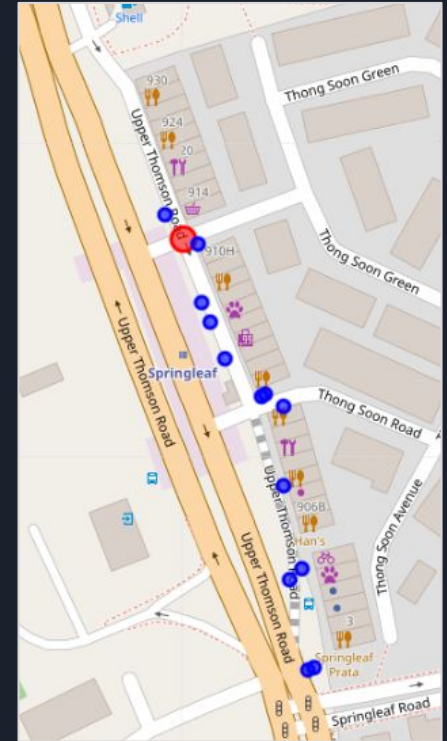 Shell
930
924
20
914
Upper Thomson Road
Thong Soon Green
910H
Thong Soon Green
Upper Thomson Road
Springleaf
Thong Soon Road
Upper Thomson Road
906B
Han's
Thong Soon Avenue
Upper Thomson Road
3
Springleaf
Prata
Springleaf Road